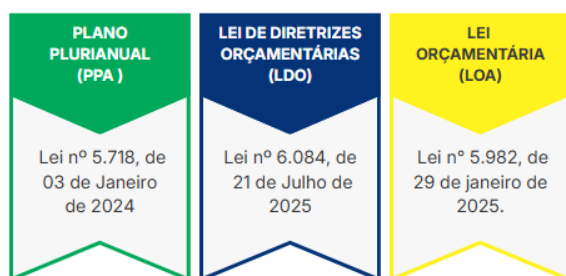 PLANO
PLURIANUAL
(PPA )
Lei nº 5.718, de
03 de Janeiro
de 2024
LEI DE DIRETRIZES
ORÇAMENTÁRIAS
(LDO)
Lei nº 6.084, de
21 de Julho de
2025
LEI
ORÇAMENTÁRIA
(LOA)
Lei n° 5.982, de
29 de janeiro de
2025.